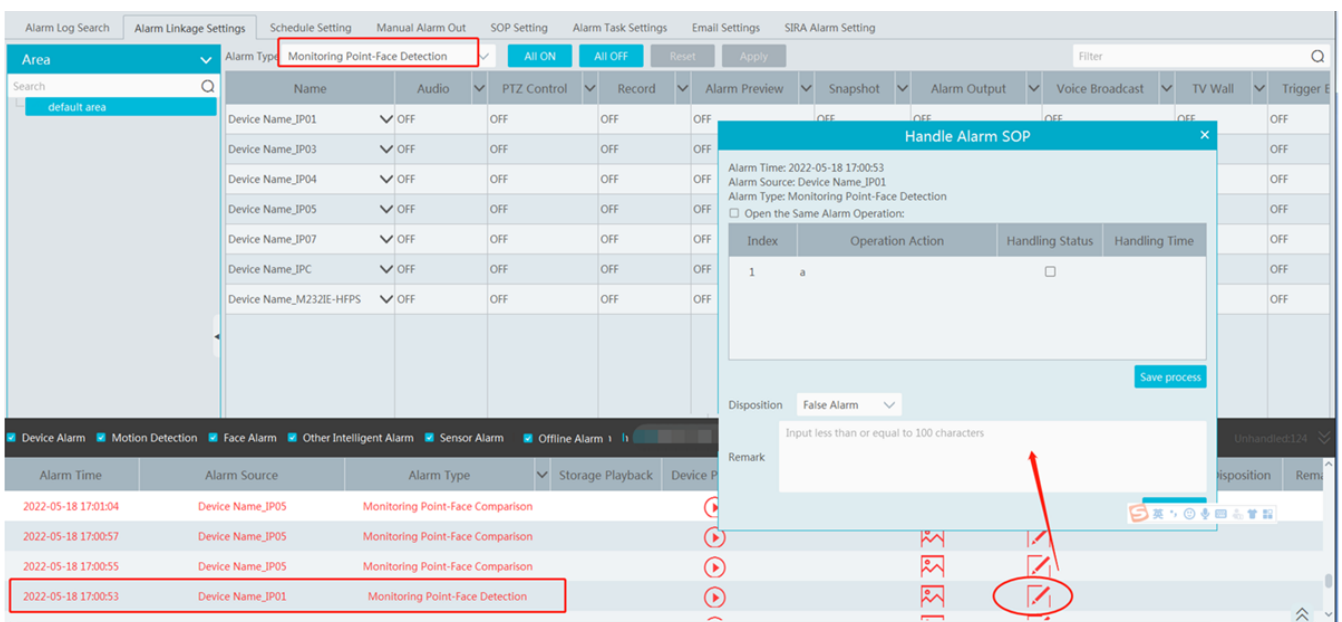 Alarm Log Search Alarm Linkage Settings Schedule Setting Manual Alarm Out SOP Setting Alarm Task Settings Email Settings SIRA Alarm Setting
Area Alarm Type Monitoring Point-Face Detection All ON All OFF Reset Apply Filter
Search Name Audio PTZ Control Record Alarm Preview Snapshot Alarm Output Voice Broadcast TV Wall Trigger E
default area
Device Name_IP01 OFF OFF OFF OFF OFF OFF OFF OFF OFF
Device Name_IP03 OFF OFF OFF OFF OFF
Device Name_IP04 OFF OFF OFF OFF OFF
Device Name_IP05 OFF OFF OFF OFF OFF
Device Name_IP07 OFF OFF OFF OFF OFF
Device Name_IPC OFF OFF OFF OFF OFF
Device Name_M232IE-HFPS OFF OFF OFF OFF OFF
Handle Alarm SOP
Alarm Time: 2022-05-18 17:00:53
Alarm Source: Device Name_IP01
Alarm Type: Monitoring Point-Face Detection
Open the Same Alarm Operation:
Index Operation Action Handling Status Handling Time
1 a
Save process
Disposition False Alarm
Remark Input less than or equal to 100 characters
英
Device Alarm Motion Detection Face Alarm Other Intelligent Alarm Sensor Alarm Offline Alarm Unhandled:124
Alarm Time Alarm Source Alarm Type Storage Playback Device P Disposition Rema
2022-05-18 17:01:04 Device Name_IP05 Monitoring Point-Face Comparison
2022-05-18 17:00:57 Device Name_IP05 Monitoring Point-Face Comparison
2022-05-18 17:00:55 Device Name_IP05 Monitoring Point-Face Comparison
2022-05-18 17:00:53 Device Name_IP01 Monitoring Point-Face Detection